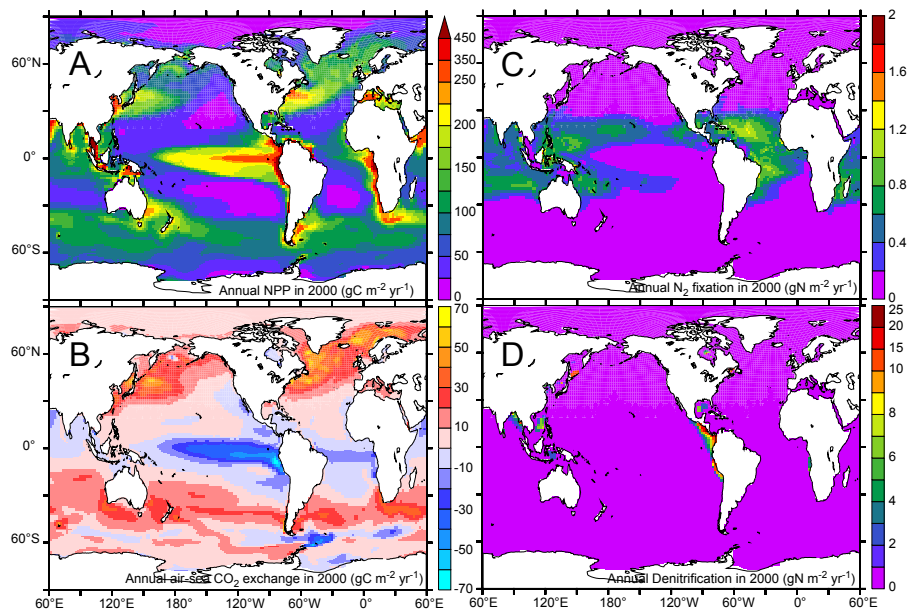 A
60°N
0°
60°S
Annual NPP in 2000 (gC m⁻² yr⁻¹)
450
350
250
200
150
100
50
0
C
Annual N₂ fixation in 2000 (gN m⁻² yr⁻¹)
2
1.6
1.2
0.8
0.4
0
B
60°N
0°
60°S
Annual air-sea CO₂ exchange in 2000 (gC m⁻² yr⁻¹)
60°E 120°E 180°W 120°W 60°W 0° 60°E
70
50
30
10
-10
-30
-50
-70
D
Annual Denitrification in 2000 (gN m⁻² yr⁻¹)
60°E 120°E 180°W 120°W 60°W 0° 60°E
25
20
15
10
8
6
4
2
0